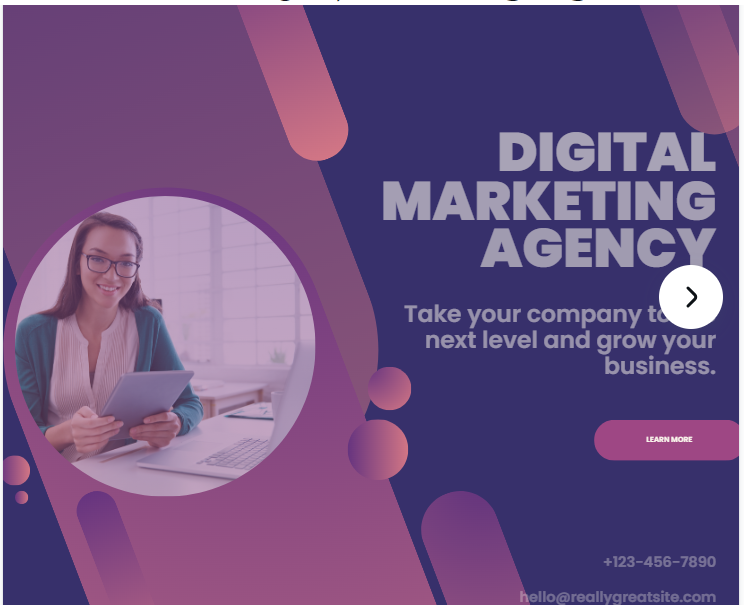 DIGITAL
MARKETING
AGENCY
Take your company to
next level and grow your
business.
LEARN MORE
+123-456-7890
hello@reallygreatsite.com